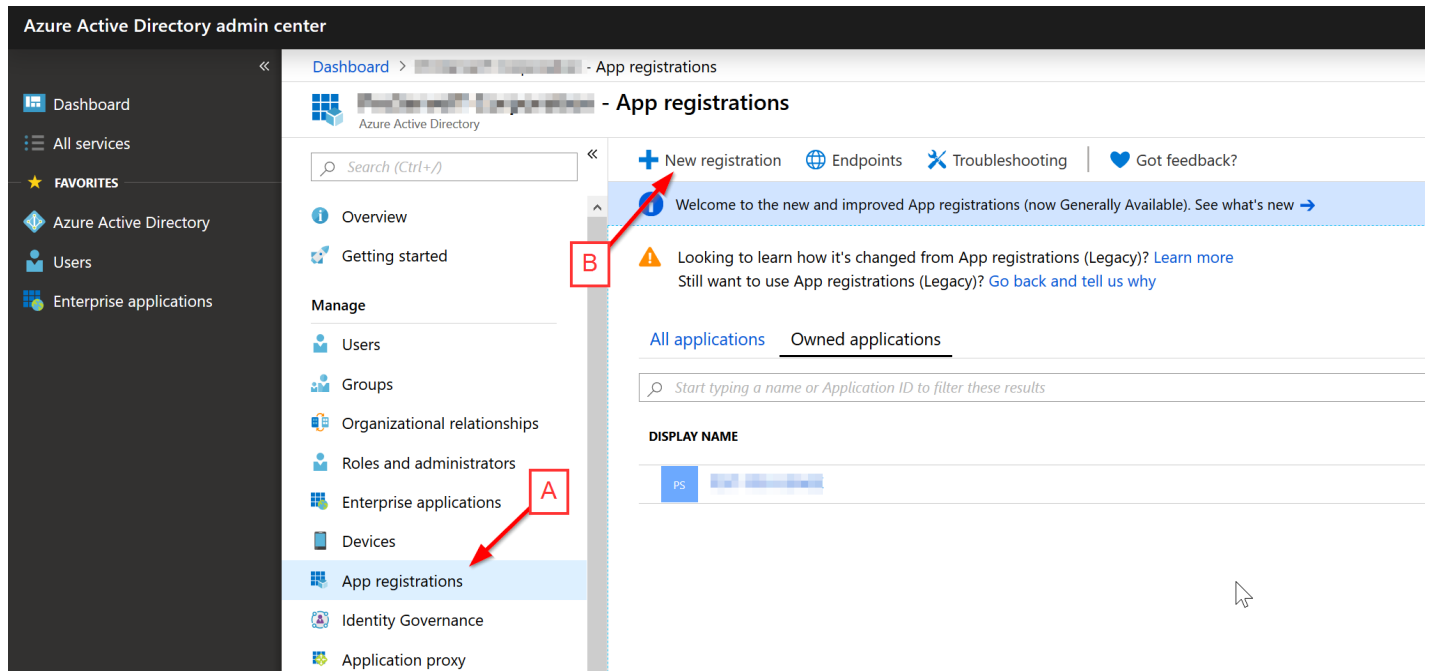 Azure Active Directory admin center
«
Dashboard
All services
FAVORITES
Azure Active Directory
Users
Enterprise applications
Dashboard > - App registrations
- App registrations
Azure Active Directory
Search (Ctrl+/)
«
Overview
Getting started
Manage
Users
Groups
Organizational relationships
Roles and administrators
Enterprise applications
Devices
App registrations
Identity Governance
Application proxy
A
B
New registration Endpoints Troubleshooting Got feedback?
Welcome to the new and improved App registrations (now Generally Available). See what's new →
Looking to learn how it's changed from App registrations (Legacy)? Learn more
Still want to use App registrations (Legacy)? Go back and tell us why
All applications Owned applications
Start typing a name or Application ID to filter these results
DISPLAY NAME
PS